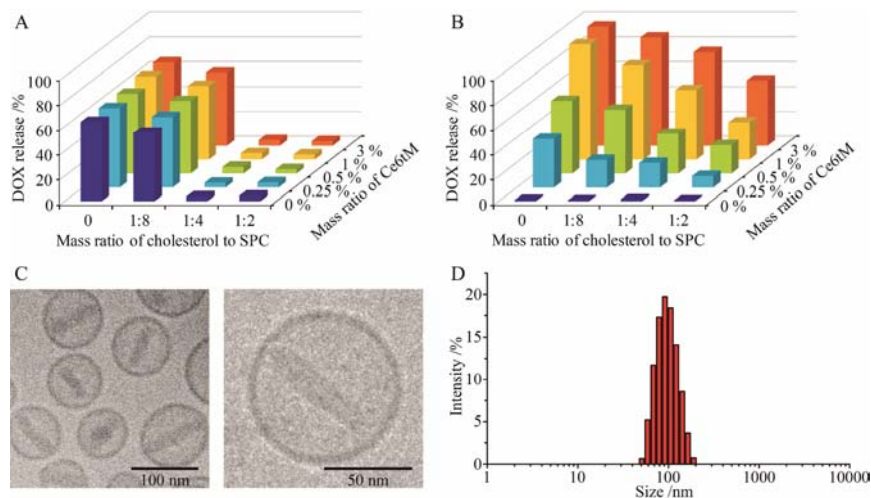 A
DOX release /%
100
80
60
40
20
0
0
1:8
1:4
1:2
Mass ratio of cholesterol to SPC
0 %
0.25 %
0.5 %
1 %
3 %
Mass ratio of Ce6tM
B
DOX release /%
100
80
60
40
20
0
0
1:8
1:4
1:2
Mass ratio of cholesterol to SPC
0 %
0.25 %
0.5 %
1 %
3 %
Mass ratio of Ce6tM
C
100 nm
50 nm
D
Intensity /%
20
15
10
5
0
1
10
100
1000
10000
Size /nm